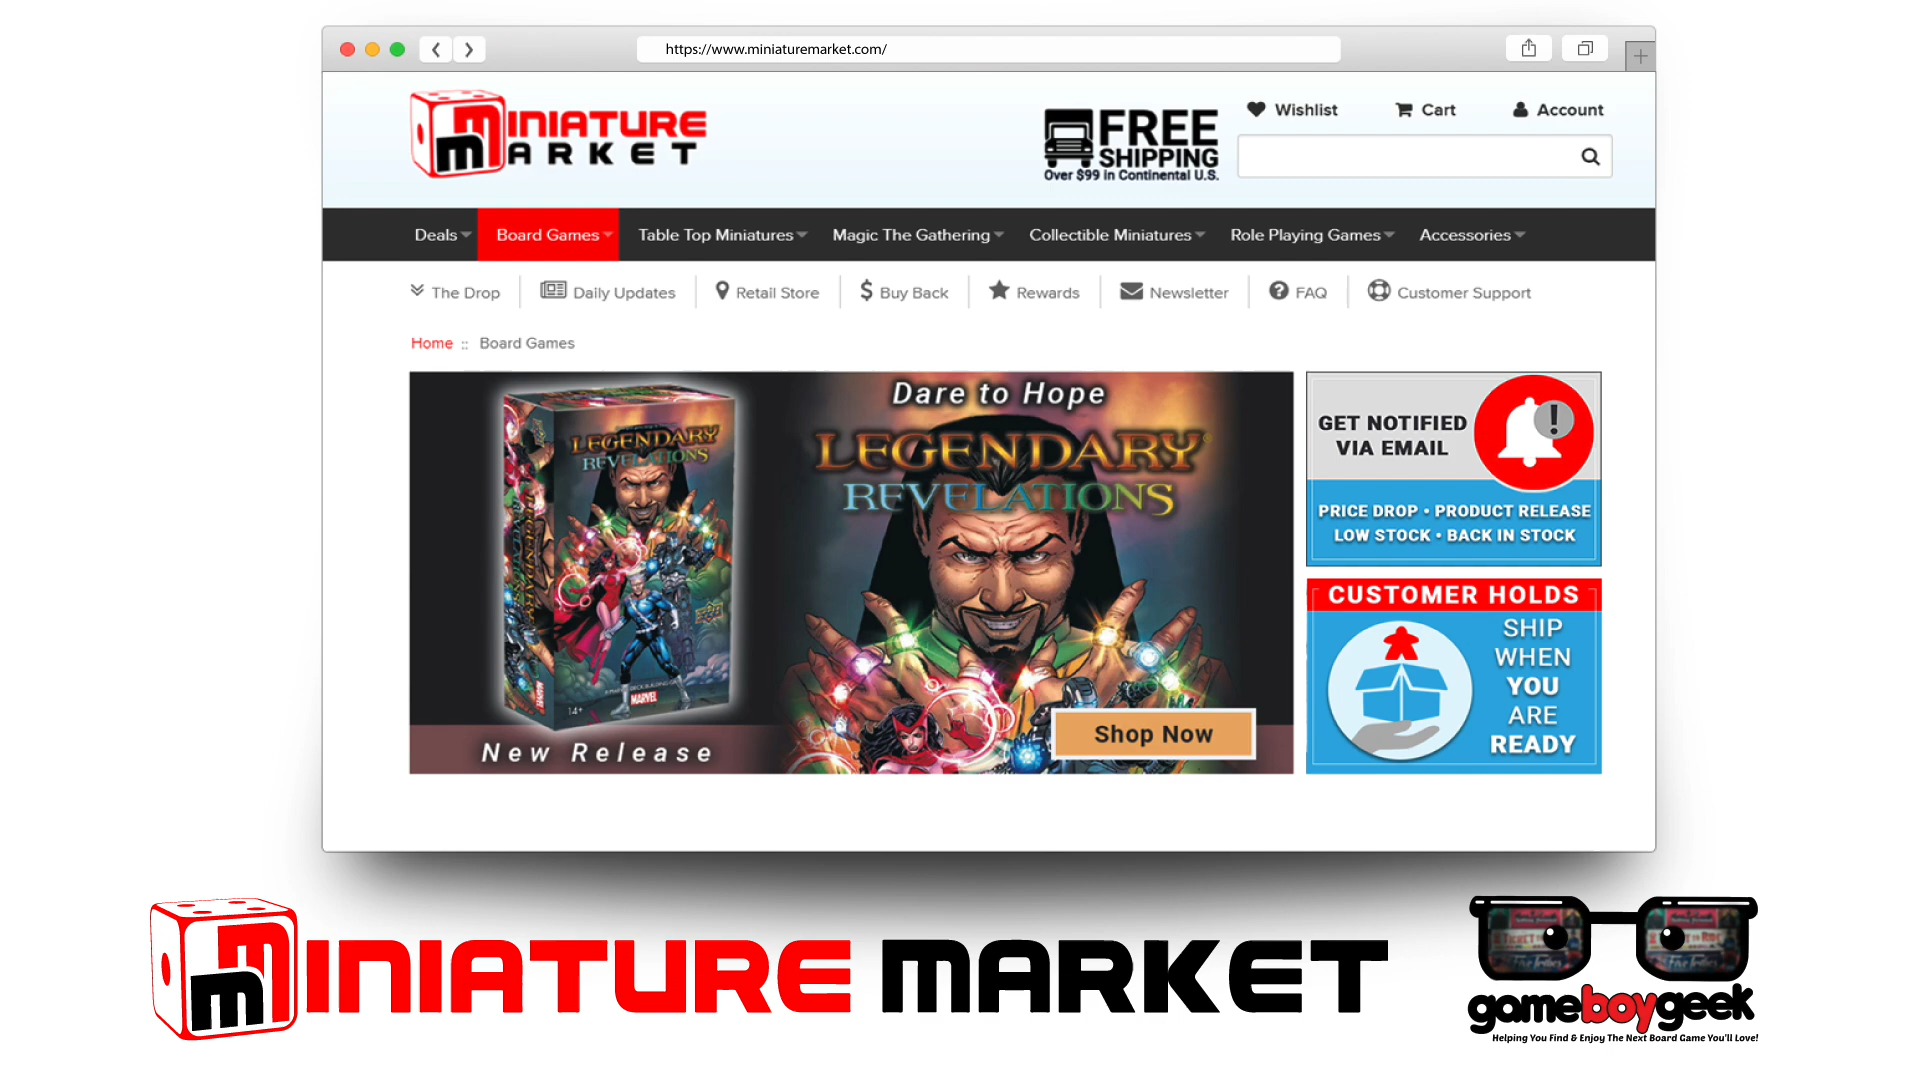 https://www.miniaturemarket.com/
MINIATURE
MARKET
FREE
SHIPPING
Over $99 in Continental U.S.
Wishlist
Cart
Account
Deals
Board Games
Table Top Miniatures
Magic The Gathering
Collectible Miniatures
Role Playing Games
Accessories
The Drop
Daily Updates
Retail Store
Buy Back
Rewards
Newsletter
FAQ
Customer Support
Home :: Board Games
LEGENDARY
REVELATIONS
MARVEL
14+
New Release
Dare to Hope
LEGENDARY
REVELATIONS
Shop Now
GET NOTIFIED
VIA EMAIL
PRICE DROP • PRODUCT RELEASE
LOW STOCK • BACK IN STOCK
CUSTOMER HOLDS
SHIP
WHEN
YOU
ARE
READY
MINIATURE MARKET
gameboygeek
Helping You Find & Enjoy The Next Board Game You'll Love!